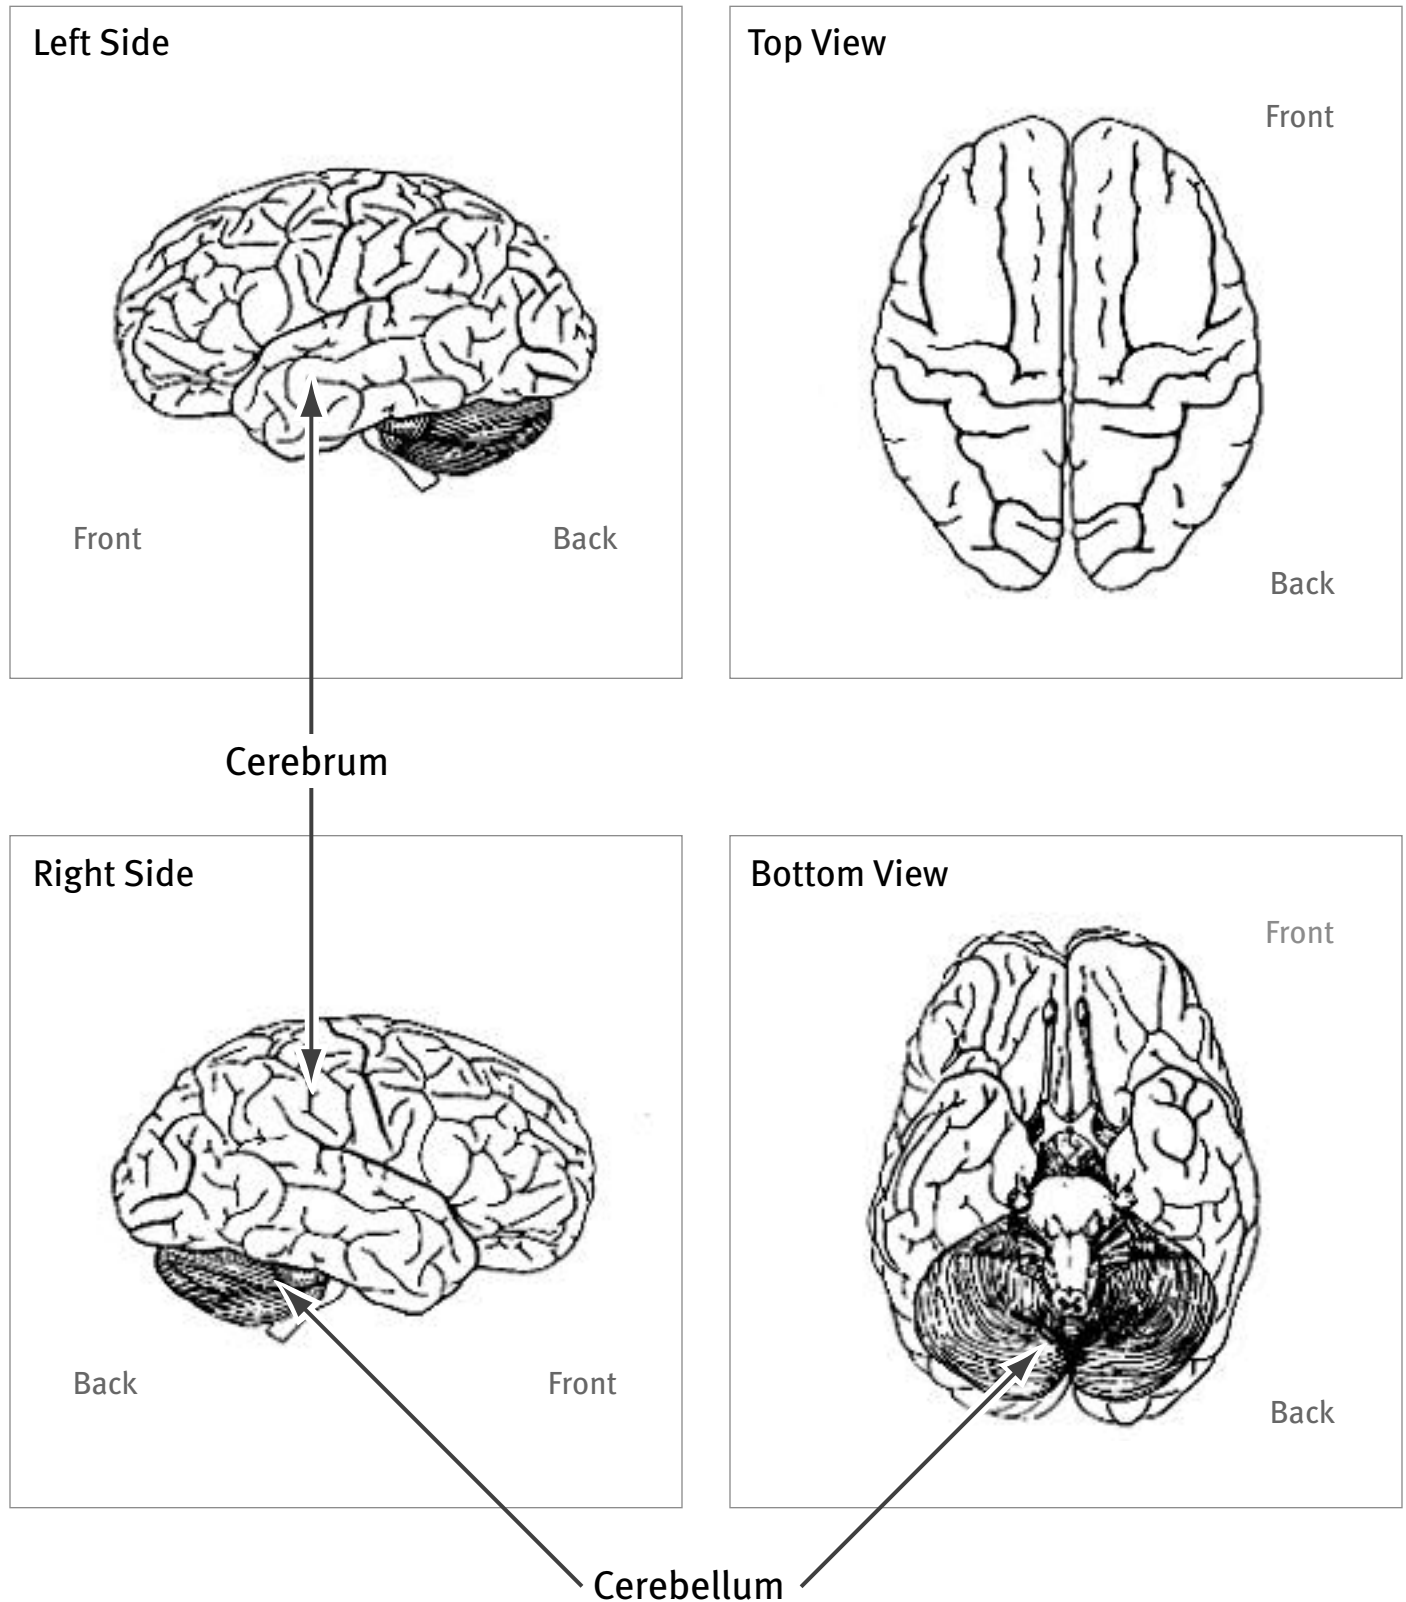 Left Side
Top View
Front
Front
Back
Back
Cerebrum
Right Side
Bottom View
Front
Back
Front
Back
Cerebellum